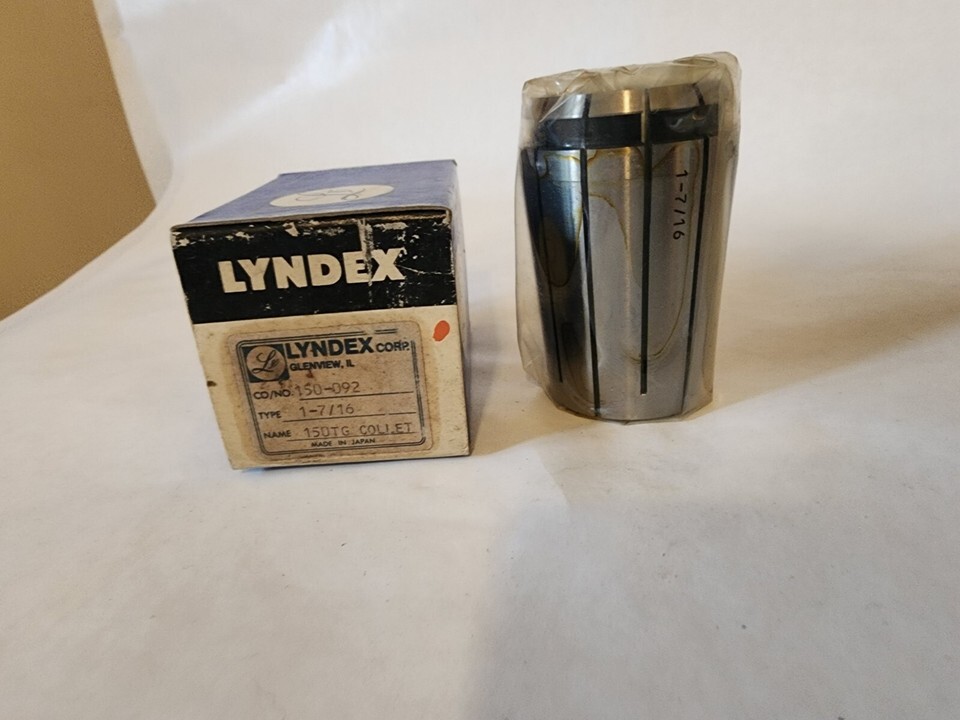 LYNDEX
LYNDEX CORP.
GLENVIEW, IL
CO/NO. 150-092
TYPE 1-7/16
NAME 150TG COLLET
MADE IN JAPAN
1-7/16